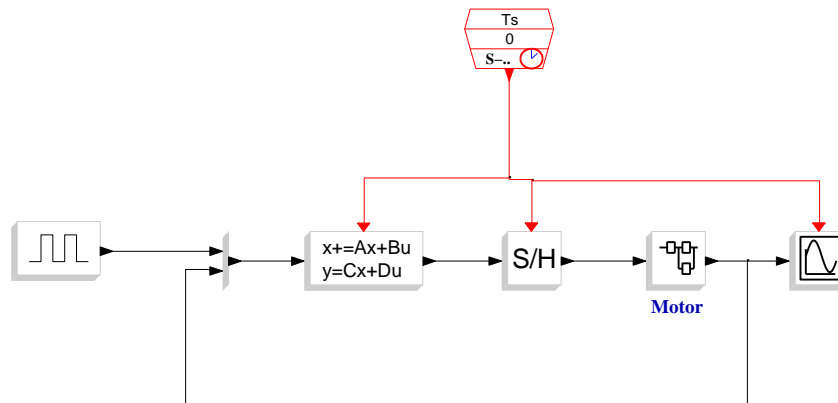 Ts
0
S–..
x+=Ax+Bu
y=Cx+Du
S/H
Motor